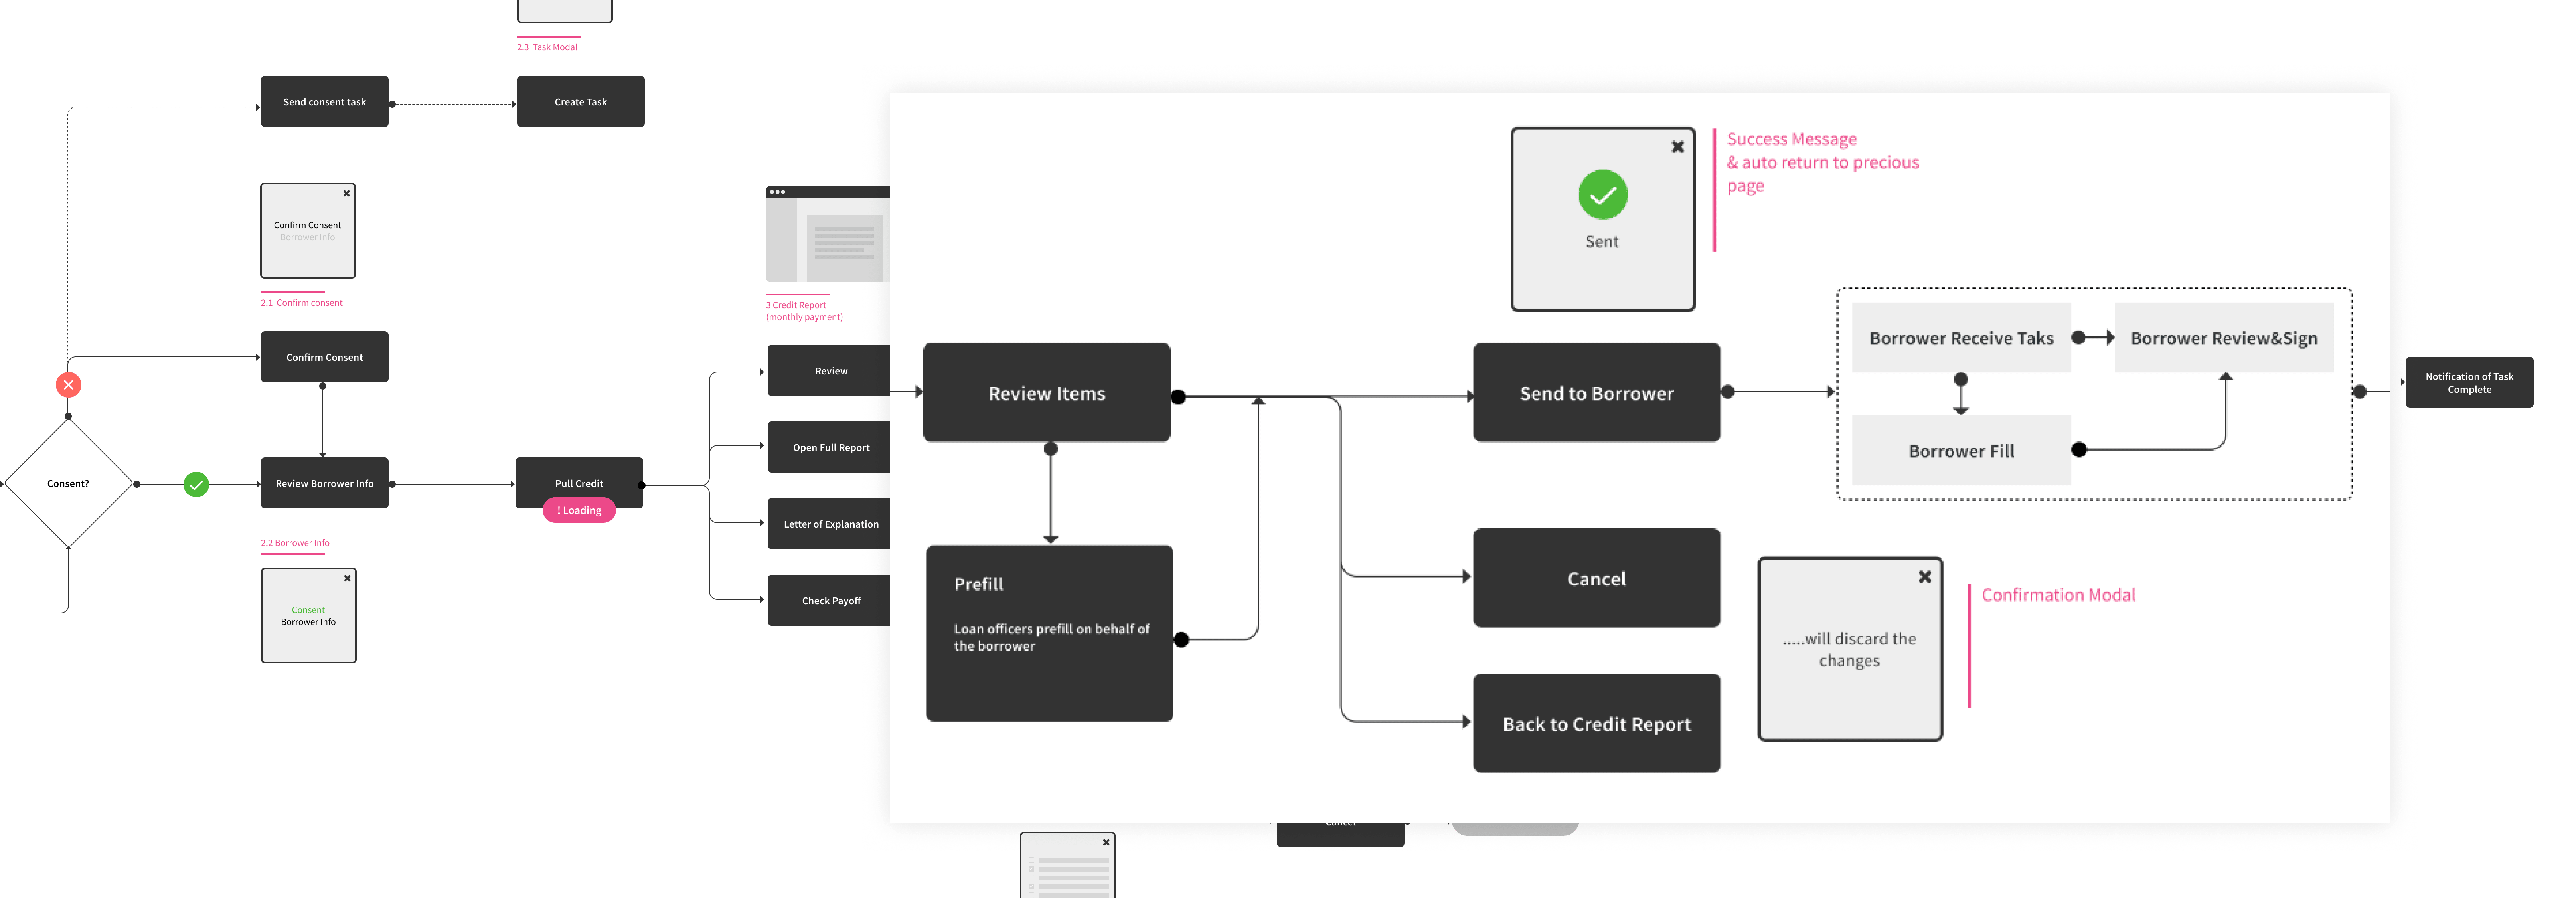 2.3 Task Modal
Send consent task
Create Task
Confirm Consent
Borrower Info
2.1 Confirm consent
Confirm Consent
Consent?
Review Borrower Info
Pull Credit
! Loading
2.2 Borrower Info
Consent
Borrower Info
3 Credit Report
(monthly payment)
Review
Open Full Report
Letter of Explanation
Check Payoff
Success Message
& auto return to precious
page
Sent
Review Items
Send to Borrower
Borrower Receive Taks
Borrower Review&Sign
Borrower Fill
Notification of Task
Complete
Prefill
Loan officers prefill on behalf of
the borrower
Cancel
Confirmation Modal
.....will discard the
changes
Back to Credit Report
Cancel